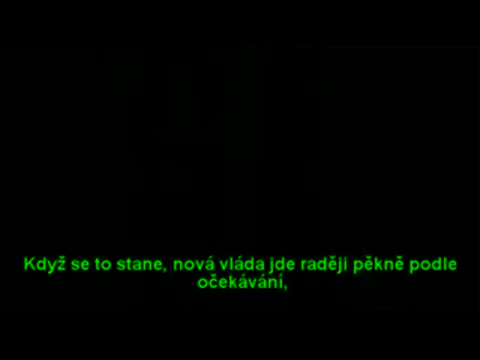 Když se to stane, nová vláda jde raději pěkně podle
očekávání,